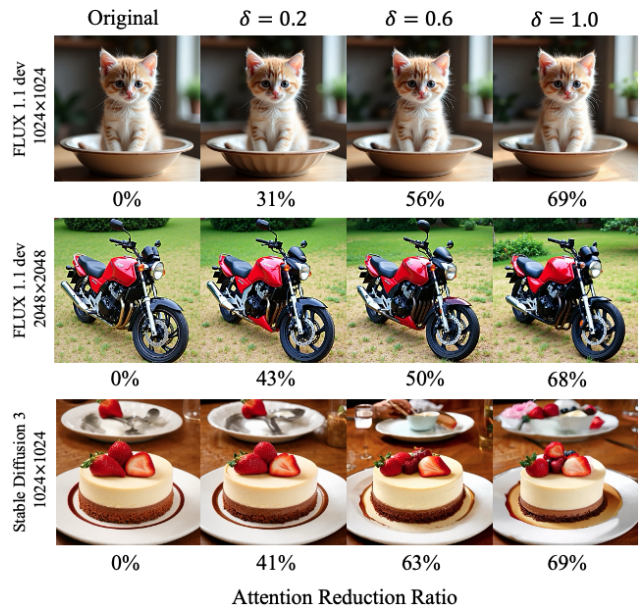 Original δ = 0.2 δ = 0.6 δ = 1.0
FLUX 1.1 dev
1024×1024
0% 31% 56% 69%
FLUX 1.1 dev
2048×2048
0% 43% 50% 68%
Stable Diffusion 3
1024×1024
0% 41% 63% 69%
Attention Reduction Ratio